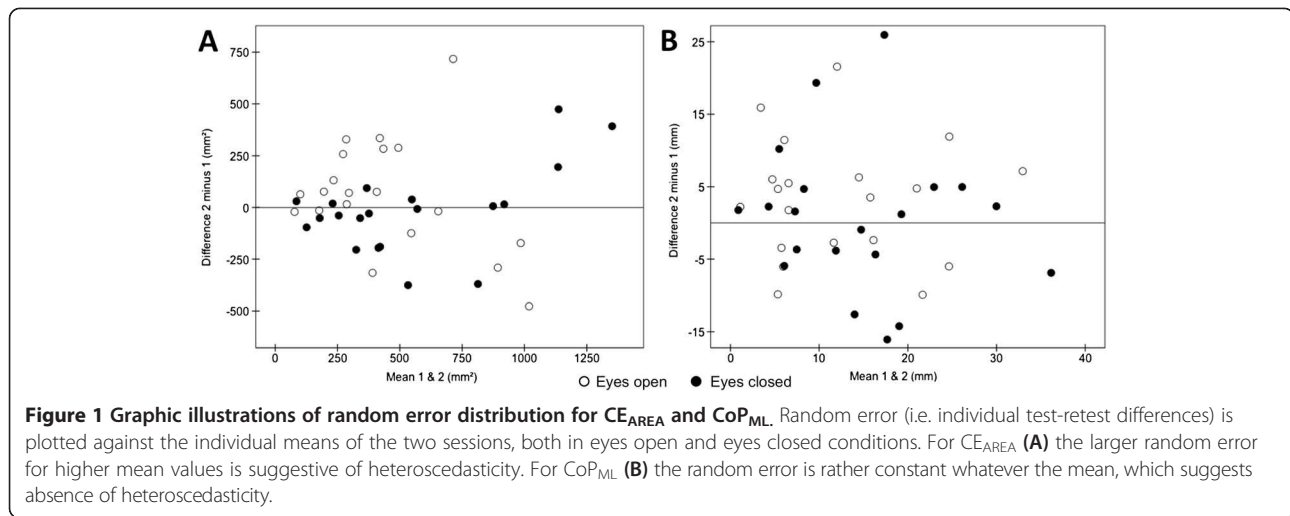 A
B
750
500
250
0
-250
-500
Difference 2 minus 1 (mm²)
0 250 500 750 1000 1250
Mean 1 & 2 (mm²)
25
15
5
-5
-15
Difference 2 minus 1 (mm)
0 10 20 30 40
Mean 1 & 2 (mm)
Eyes open Eyes closed
Figure 1 Graphic illustrations of random error distribution for CE_AREA and CoP_ML. Random error (i.e. individual test-retest differences) is
plotted against the individual means of the two sessions, both in eyes open and eyes closed conditions. For CE_AREA (A) the larger random error
for higher mean values is suggestive of heteroscedasticity. For CoP_ML (B) the random error is rather constant whatever the mean, which suggests
absence of heteroscedasticity.